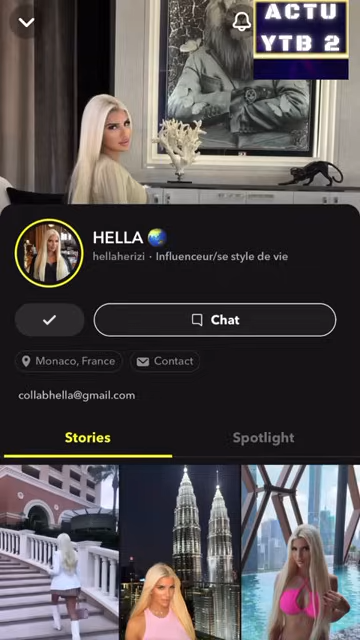 ACTU
YTB 2
HELLA
hellaherizi · Influenceur/se style de vie
Chat
Monaco, France
Contact
collabhella@gmail.com
Stories
Spotlight